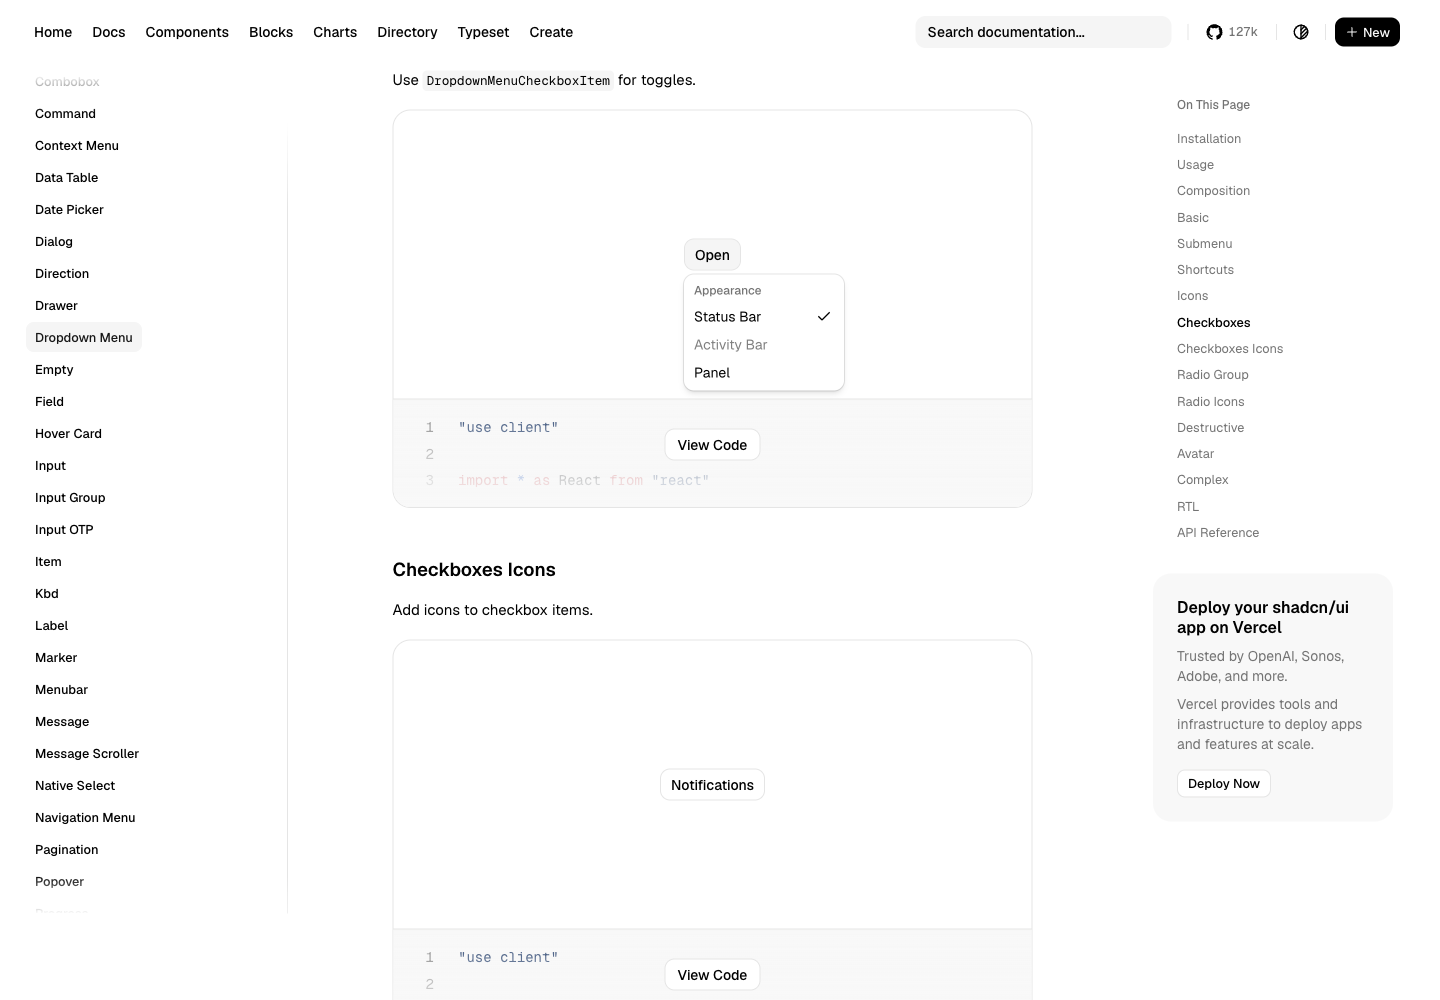 Home Docs Components Blocks Charts Directory Typeset Create
Search documentation...
127k
New
Combobox
Command
Context Menu
Data Table
Date Picker
Dialog
Direction
Drawer
Dropdown Menu
Empty
Field
Hover Card
Input
Input Group
Input OTP
Item
Kbd
Label
Marker
Menubar
Message
Message Scroller
Native Select
Navigation Menu
Pagination
Popover
Use DropdownMenuCheckboxItem for toggles.
Open
Appearance
Status Bar
Activity Bar
Panel
1 "use client"
2
3 import * as React from "react"
View Code
Checkboxes Icons
Add icons to checkbox items.
Notifications
1 "use client"
2
View Code
On This Page
Installation
Usage
Composition
Basic
Submenu
Shortcuts
Icons
Checkboxes
Checkboxes Icons
Radio Group
Radio Icons
Destructive
Avatar
Complex
RTL
API Reference
Deploy your shadcn/ui
app on Vercel
Trusted by OpenAI, Sonos,
Adobe, and more.
Vercel provides tools and
infrastructure to deploy apps
and features at scale.
Deploy Now